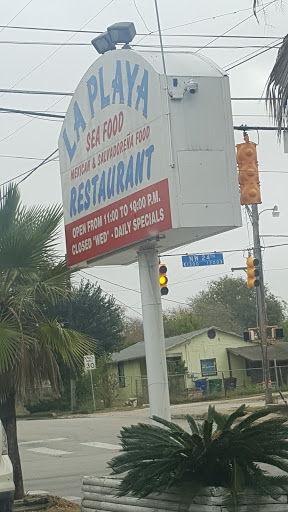 LA PLAYA
SEA FOOD
MEXICAN & SALVADOREÑA FOOD
RESTAURANT
OPEN FROM 11:00 TO 10:00 P.M.
CLOSED "WED" - DAILY SPECIALS
NW 24TH
30